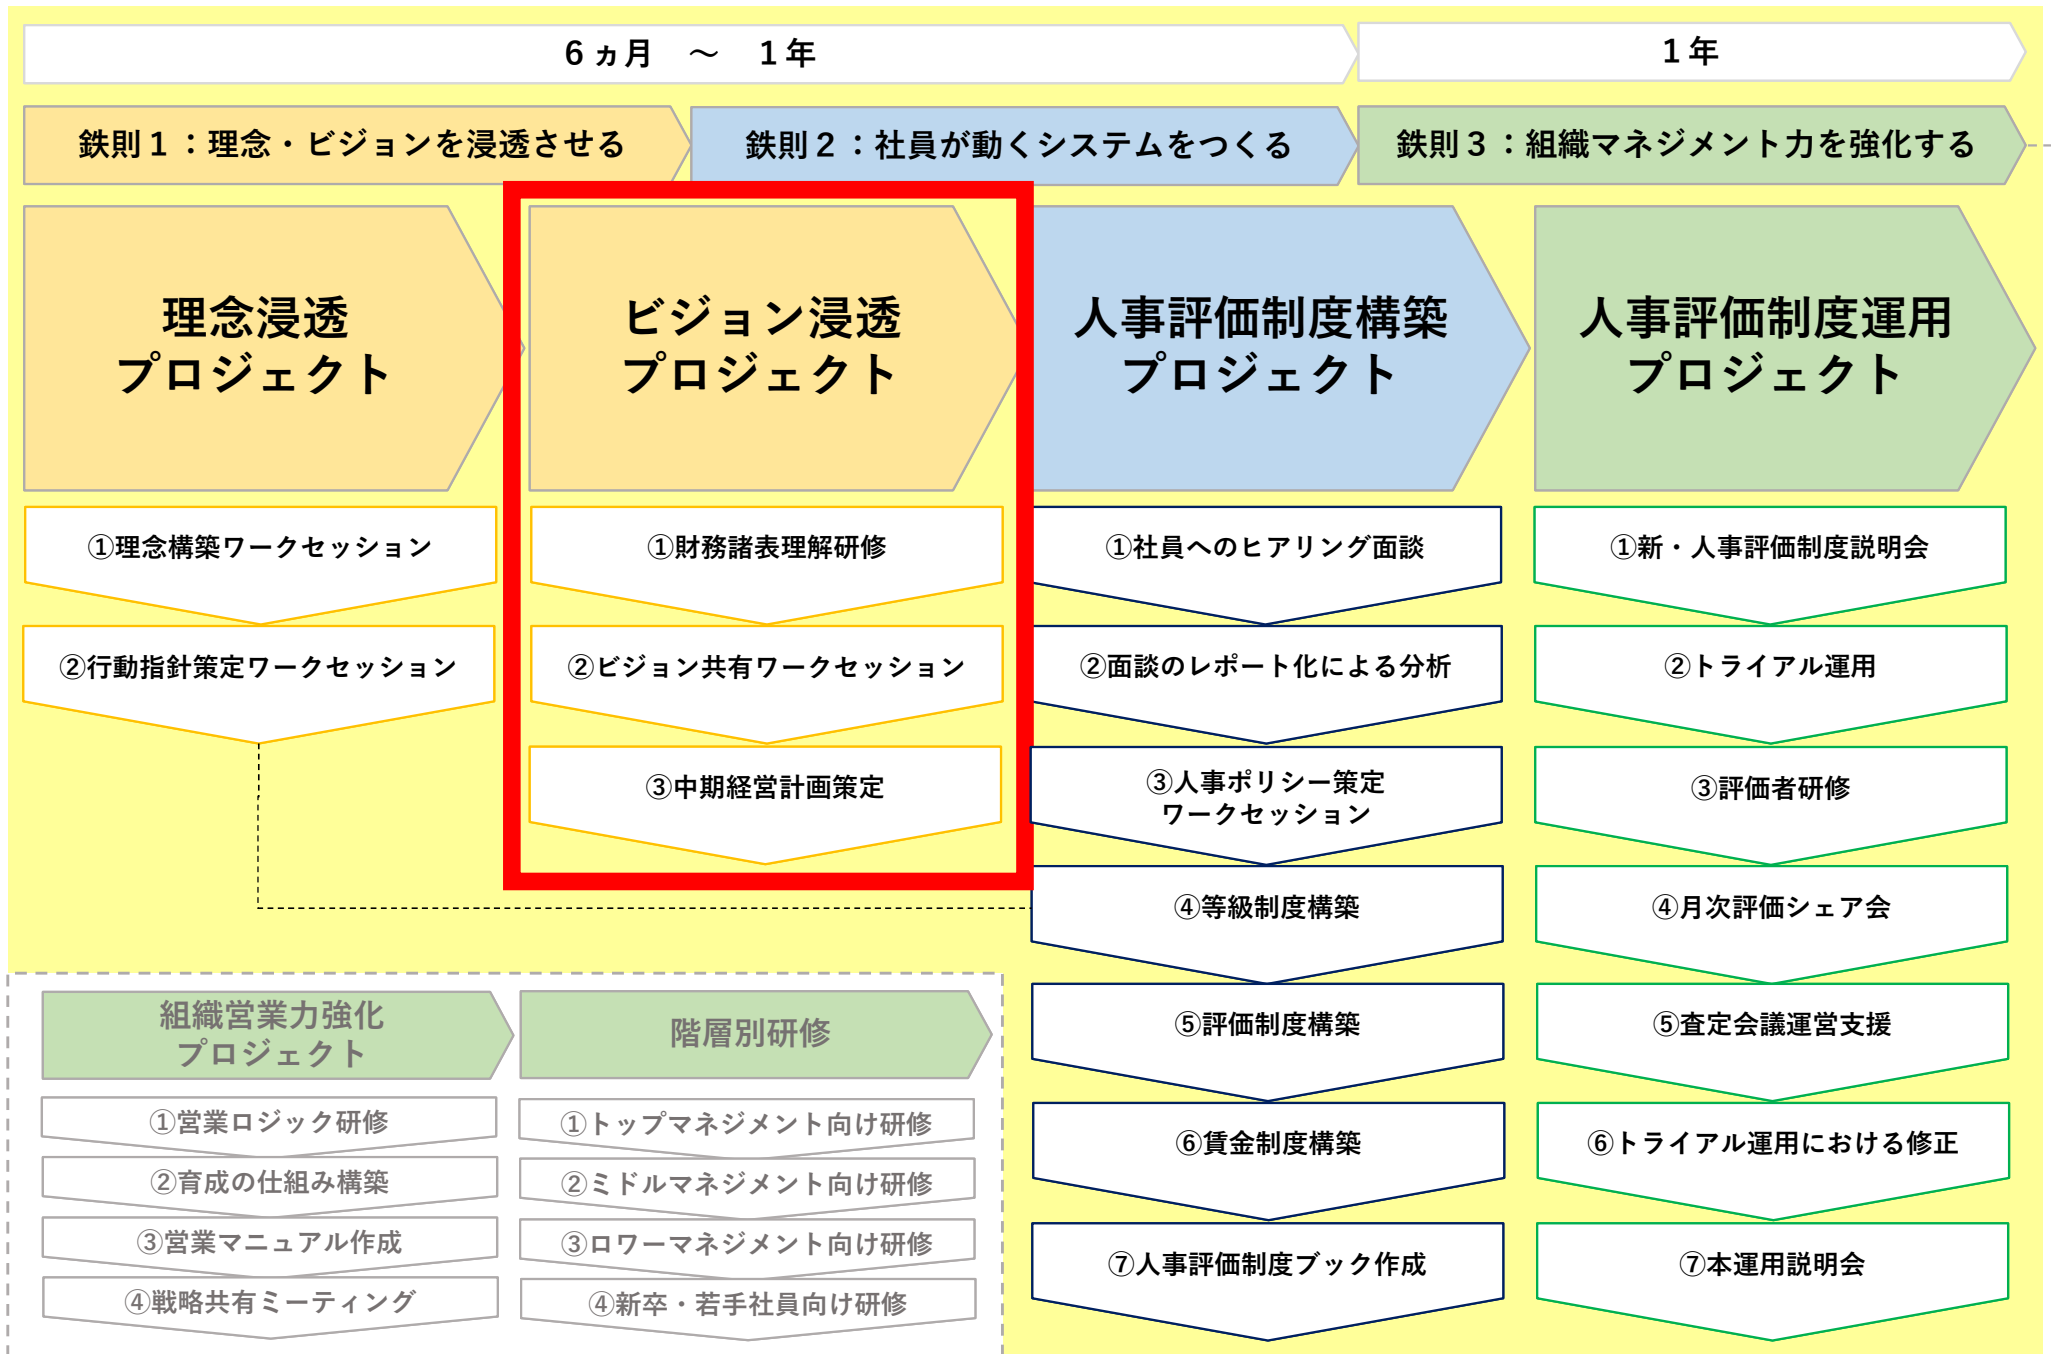 6ヵ月　～　1年
1年
鉄則1：理念・ビジョンを浸透させる
鉄則2：社員が動くシステムをつくる
鉄則3：組織マネジメント力を強化する
理念浸透
プロジェクト
①理念構築ワークセッション
②行動指針策定ワークセッション
ビジョン浸透
プロジェクト
①財務諸表理解研修
②ビジョン共有ワークセッション
③中期経営計画策定
人事評価制度構築
プロジェクト
①社員へのヒアリング面談
②面談のレポート化による分析
③人事ポリシー策定
ワークセッション
④等級制度構築
⑤評価制度構築
⑥賃金制度構築
⑦人事評価制度ブック作成
人事評価制度運用
プロジェクト
①新・人事評価制度説明会
②トライアル運用
③評価者研修
④月次評価シェア会
⑤査定会議運営支援
⑥トライアル運用における修正
⑦本運用説明会
組織営業力強化
プロジェクト
①営業ロジック研修
②育成の仕組み構築
③営業マニュアル作成
④戦略共有ミーティング
階層別研修
①トップマネジメント向け研修
②ミドルマネジメント向け研修
③ロワーマネジメント向け研修
④新卒・若手社員向け研修